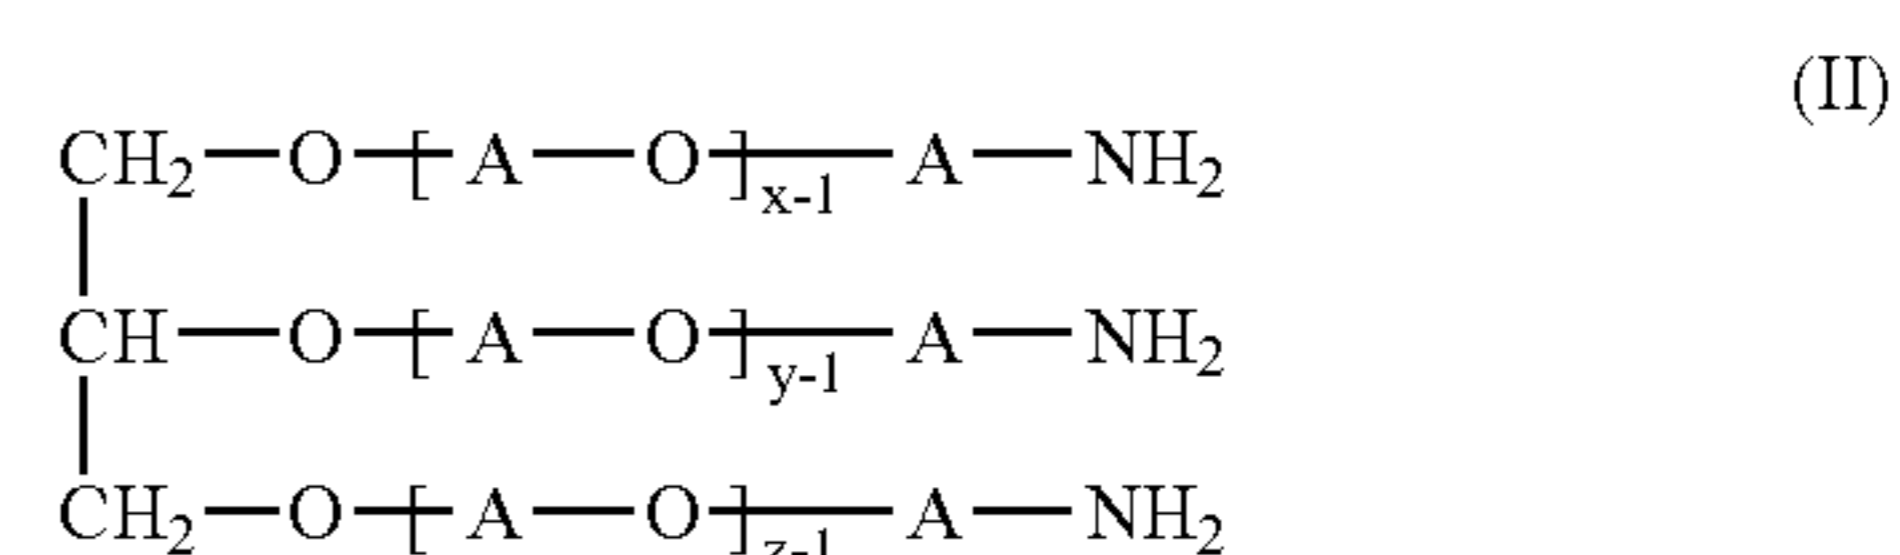 (II)
CH2—O—[A—O]x-1—A—NH2
CH—O—[A—O]y-1—A—NH2
CH2—O—[A—O]z-1—A—NH2